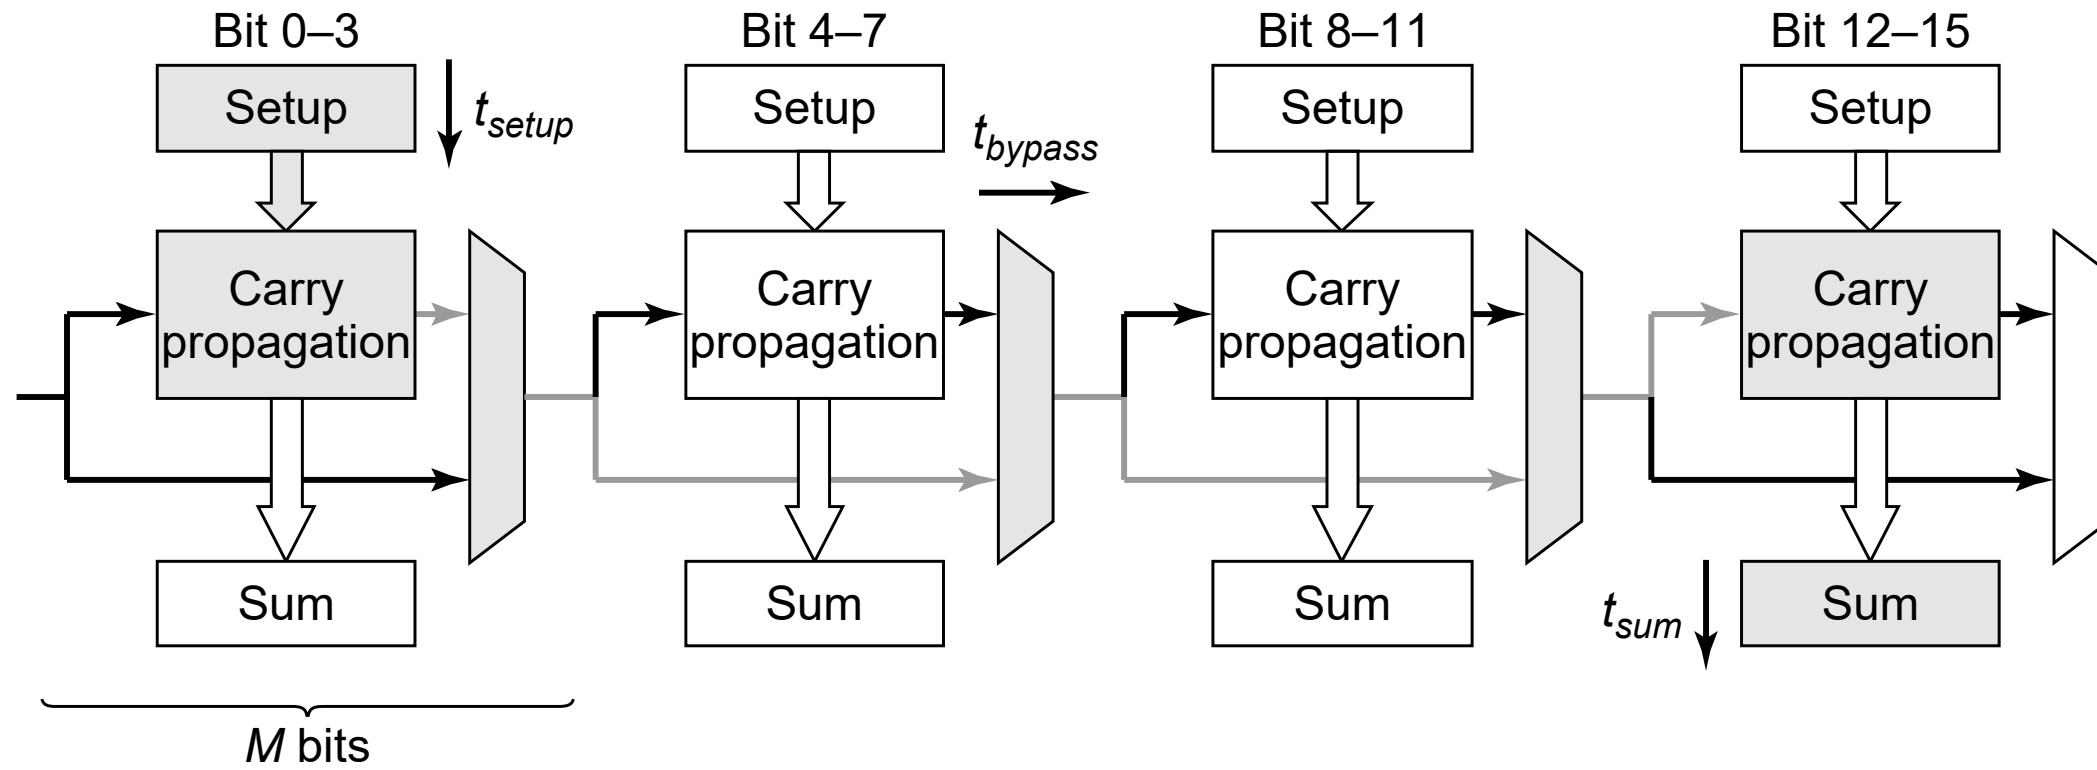 Bit 0–3
Bit 4–7
Bit 8–11
Bit 12–15
Setup
t_setup
Setup
t_bypass
Setup
Setup
Carry
propagation
Carry
propagation
Carry
propagation
Carry
propagation
Sum
Sum
Sum
t_sum
Sum
M bits